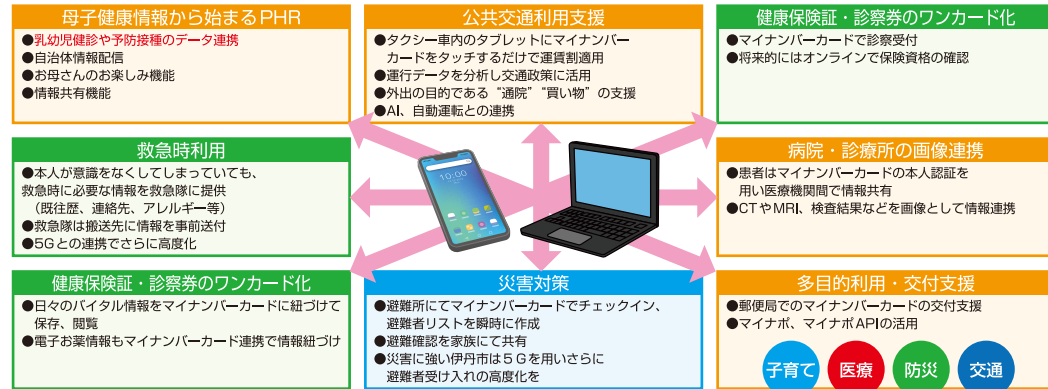 母子健康情報から始まるPHR
●乳幼児健診や予防接種のデータ連携
●自治体情報配信
●お母さんのお楽しみ機能
●情報共有機能
公共交通利用支援
●タクシー車内のタブレットにマイナンバー
カードをタッチするだけで運賃割適用
●運行データを分析し交通政策に活用
●外出の目的である“通院”“買い物”の支援
●AI、自動運転との連携
健康保険証・診察券のワンカード化
●マイナンバーカードで診察受付
●将来的にはオンラインで保険資格の確認
救急時利用
●本人が意識をなくしてしまっていても、
救急時に必要な情報を救急隊に提供
（既往歴、連絡先、アレルギー等）
●救急隊は搬送先に情報を事前送付
●5Gとの連携でさらに高度化
10:00
病院・診療所の画像連携
●患者はマイナンバーカードの本人認証を
用い医療機関間で情報共有
●CTやMRI、検査結果などを画像として情報連携
健康保険証・診察券のワンカード化
●日々のバイタル情報をマイナンバーカードに紐づけて
保存、閲覧
●電子お薬情報もマイナンバーカード連携で情報紐づけ
災害対策
●避難所にてマイナンバーカードでチェックイン、
避難者リストを瞬時に作成
●避難確認を家族にて共有
●災害に強い伊丹市は５Gを用いさらに
避難者受け入れの高度化を
多目的利用・交付支援
●郵便局でのマイナンバーカードの交付支援
●マイナポ、マイナポAPIの活用
子育て
医療
防災
交通